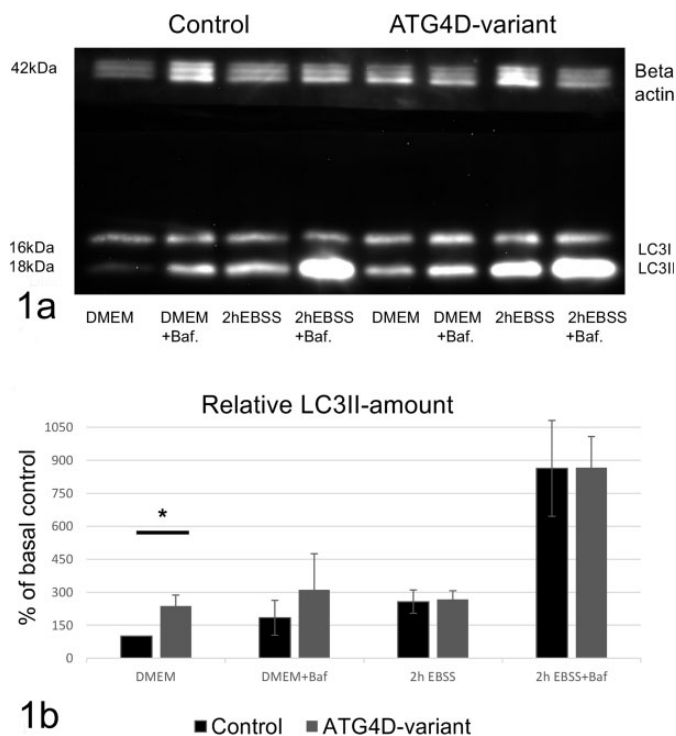 Control ATG4D-variant
42kDa Beta
actin
16kDa LC3I
18kDa LC3II
1a
DMEM DMEM 2hEBSS 2hEBSS DMEM DMEM 2hEBSS 2hEBSS
+Baf. +Baf. +Baf. +Baf.
Relative LC3II-amount
% of basal control
1050
900
750
600
450
300
150
0
*
DMEM DMEM+Baf 2h EBSS 2h EBSS+Baf
1b
Control ATG4D-variant